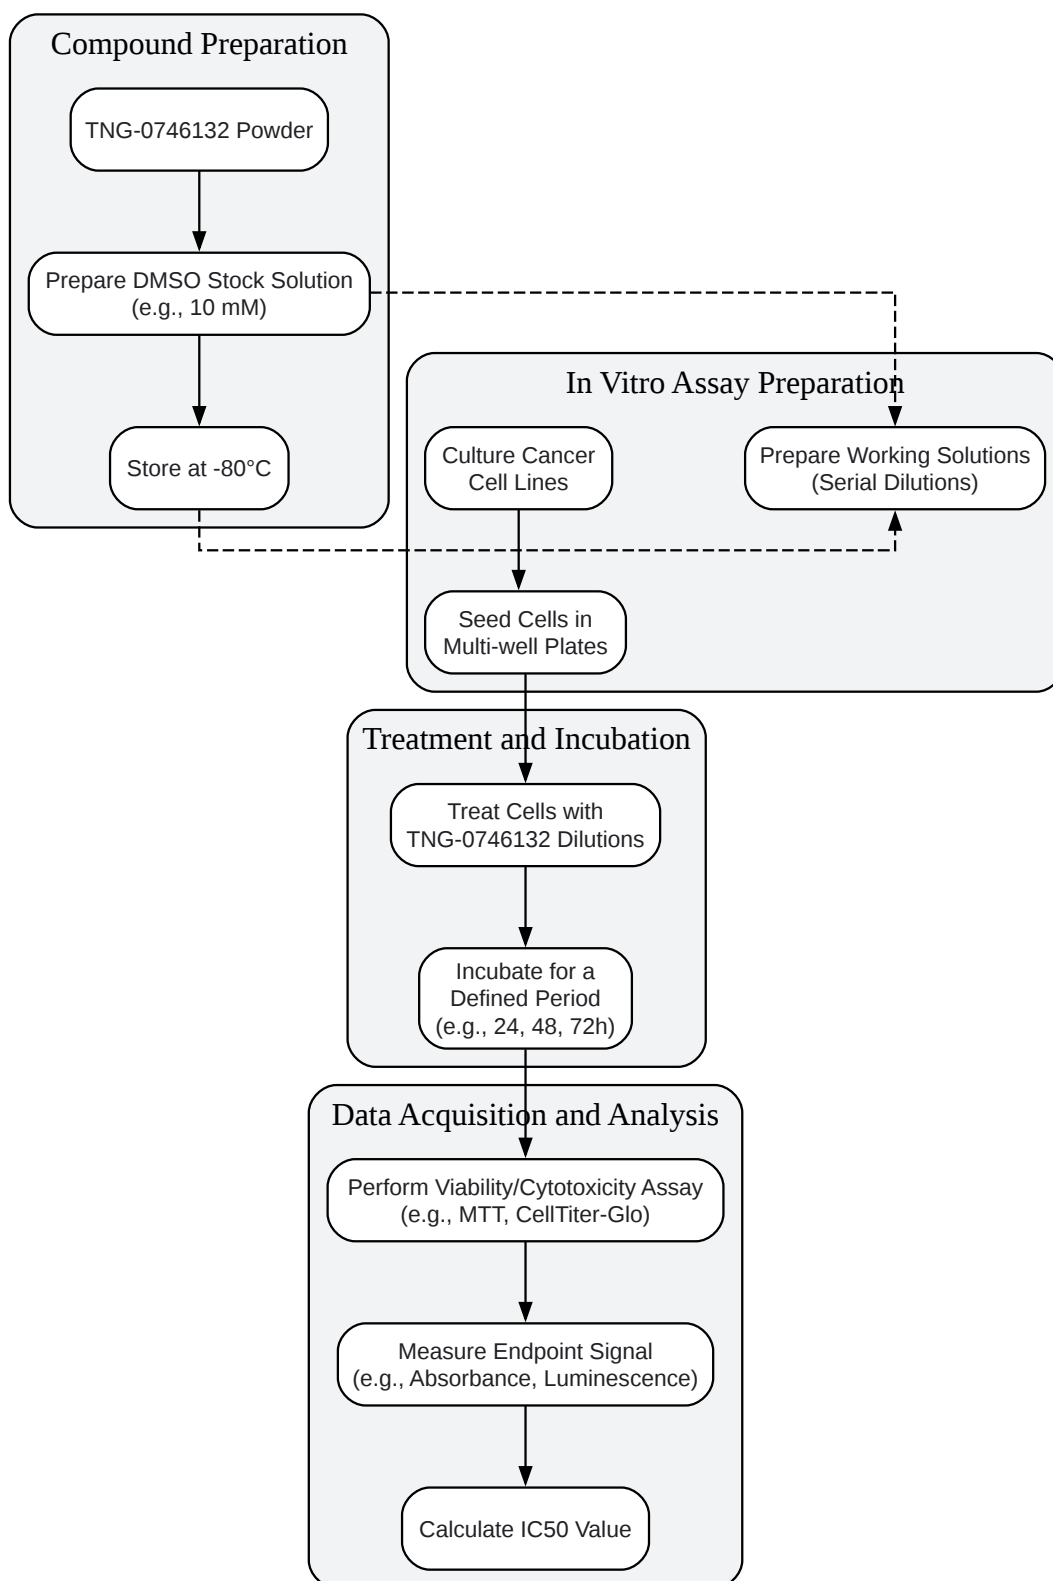 Compound Preparation
TNG-0746132 Powder
Prepare DMSO Stock Solution
(e.g., 10 mM)
Store at -80°C
In Vitro Assay Preparation
Culture Cancer
Cell Lines
Prepare Working Solutions
(Serial Dilutions)
Seed Cells in
Multi-well Plates
Treatment and Incubation
Treat Cells with
TNG-0746132 Dilutions
Incubate for a
Defined Period
(e.g., 24, 48, 72h)
Data Acquisition and Analysis
Perform Viability/Cytotoxicity Assay
(e.g., MTT, CellTiter-Glo)
Measure Endpoint Signal
(e.g., Absorbance, Luminescence)
Calculate IC50 Value